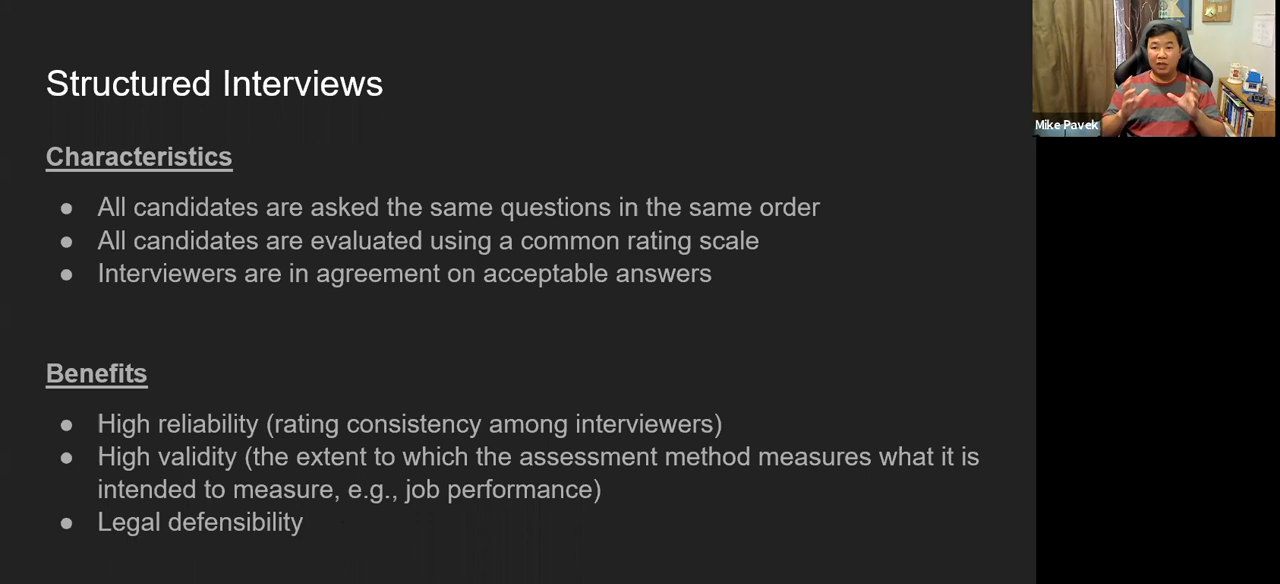 Structured Interviews
Characteristics
● All candidates are asked the same questions in the same order
● All candidates are evaluated using a common rating scale
● Interviewers are in agreement on acceptable answers
Benefits
● High reliability (rating consistency among interviewers)
● High validity (the extent to which the assessment method measures what it is
intended to measure, e.g., job performance)
● Legal defensibility
Mike Pavek